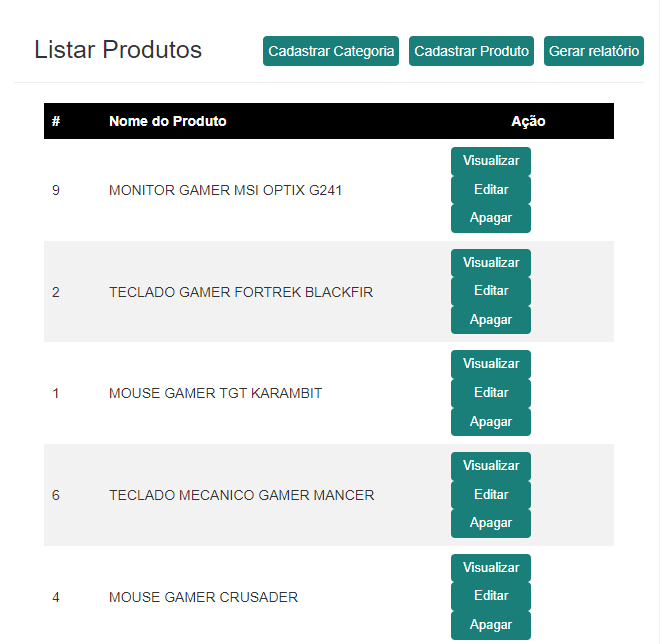 Listar Produtos Cadastrar Categoria Cadastrar Produto Gerar relatório
# Nome do Produto Ação
Visualizar
9 MONITOR GAMER MSI OPTIX G241 Editar
Apagar
Visualizar
2 TECLADO GAMER FORTREK BLACKFIR Editar
Apagar
Visualizar
1 MOUSE GAMER TGT KARAMBIT Editar
Apagar
Visualizar
6 TECLADO MECANICO GAMER MANCER Editar
Apagar
Visualizar
4 MOUSE GAMER CRUSADER Editar
Apagar